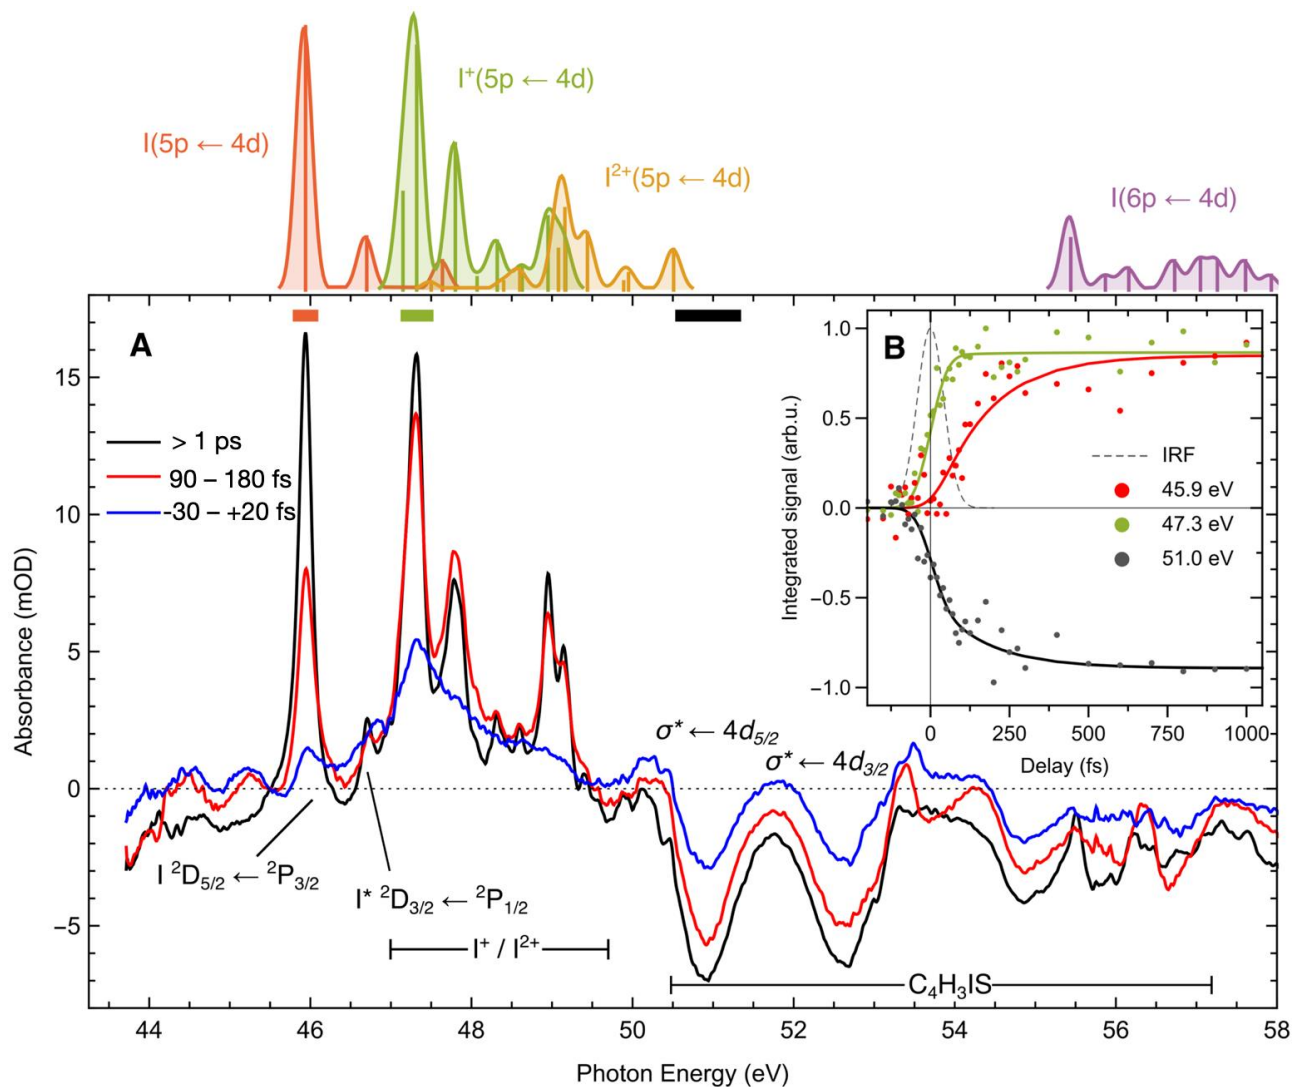 I⁺(5p ← 4d)
I(5p ← 4d)
I²⁺(5p ← 4d)
I(6p ← 4d)
A
B
15
10
5
0
−5
Absorbance (mOD)
> 1 ps
90 – 180 fs
-30 – +20 fs
1.0
0.5
0.0
−0.5
−1.0
Integrated signal (arb.u.)
IRF
45.9 eV
47.3 eV
51.0 eV
0
250
500
750
1000
Delay (fs)
σ* ← 4d₅/₂
σ* ← 4d₃/₂
I ²D₅/₂ ← ²P₃/₂
I* ²D₃/₂ ← ²P₁/₂
I⁺ / I²⁺
C₄H₃IS
44
46
48
50
52
54
56
58
Photon Energy (eV)